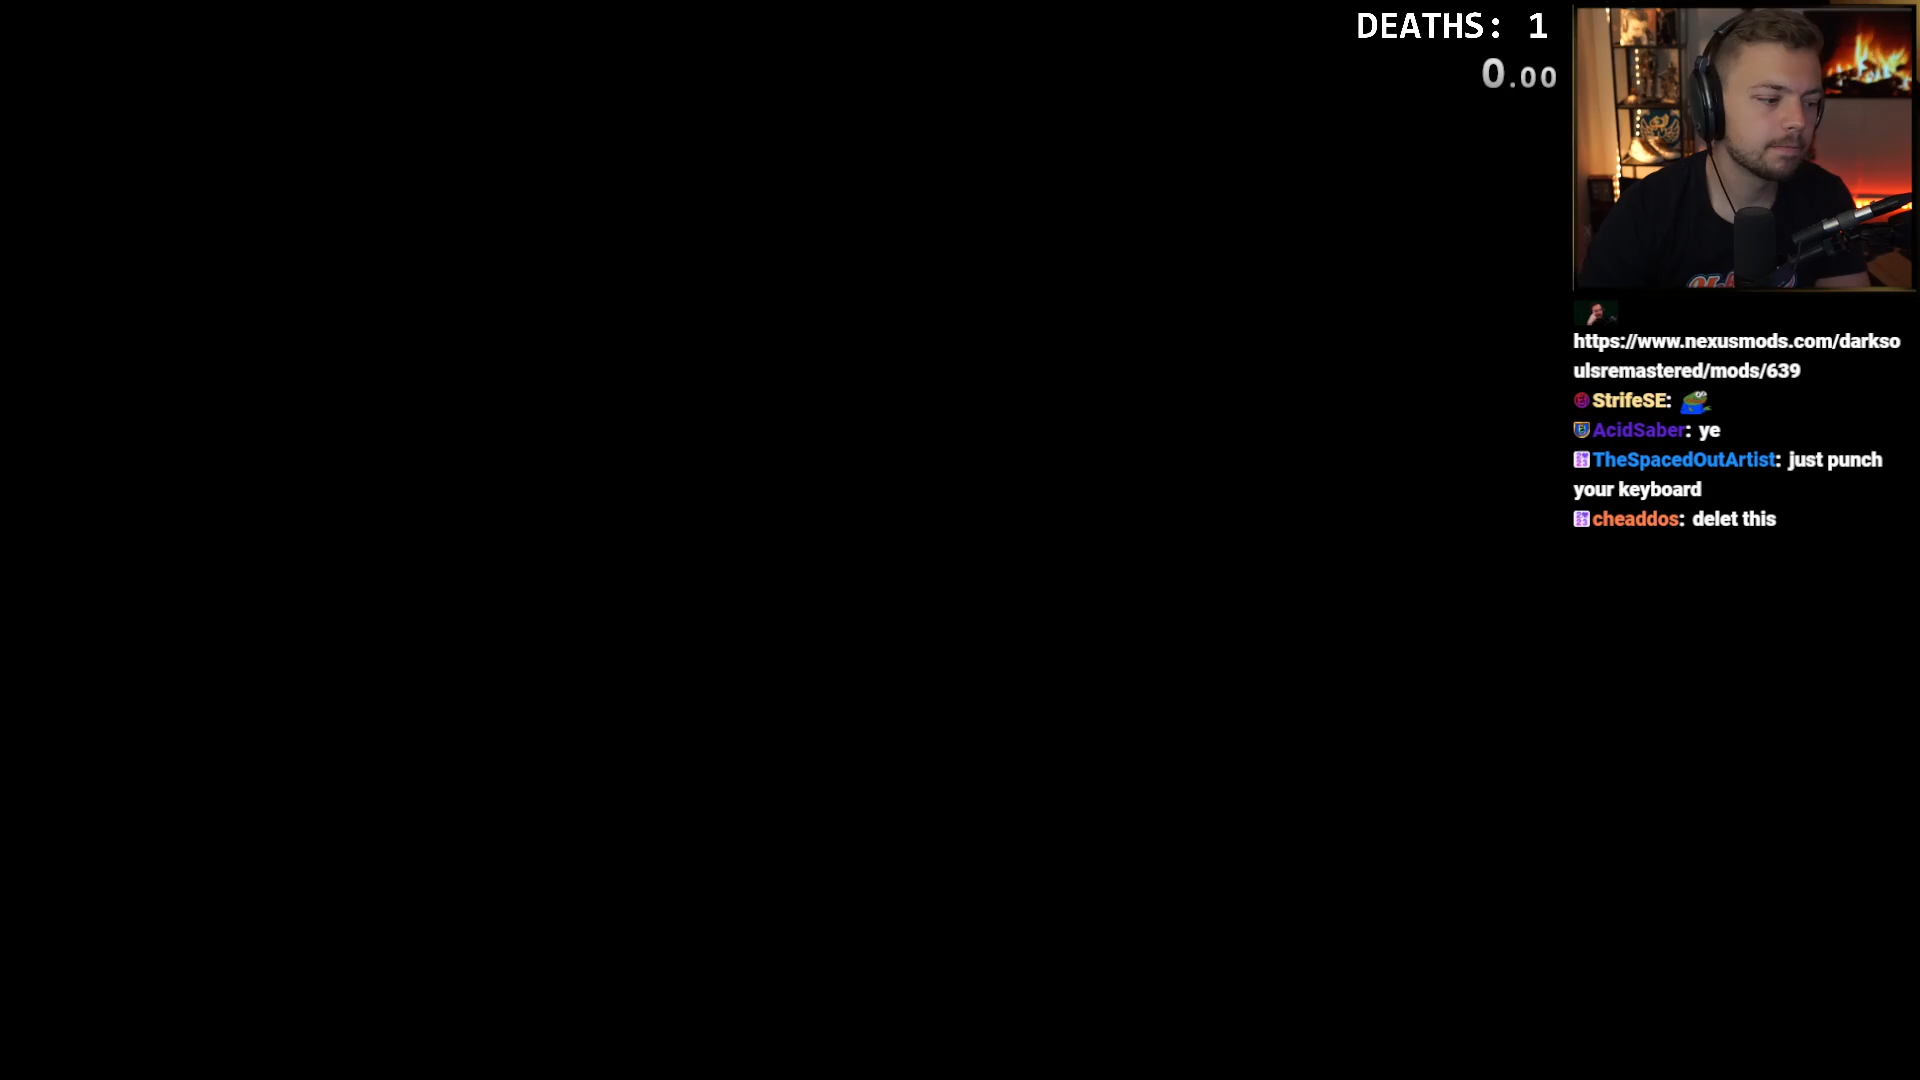 DEATHS: 1
0.00
https://www.nexusmods.com/darkso
ulsremastered/mods/639
StrifeSE:
AcidSaber: ye
TheSpacedOutArtist: just punch
your keyboard
cheaddos: delet this